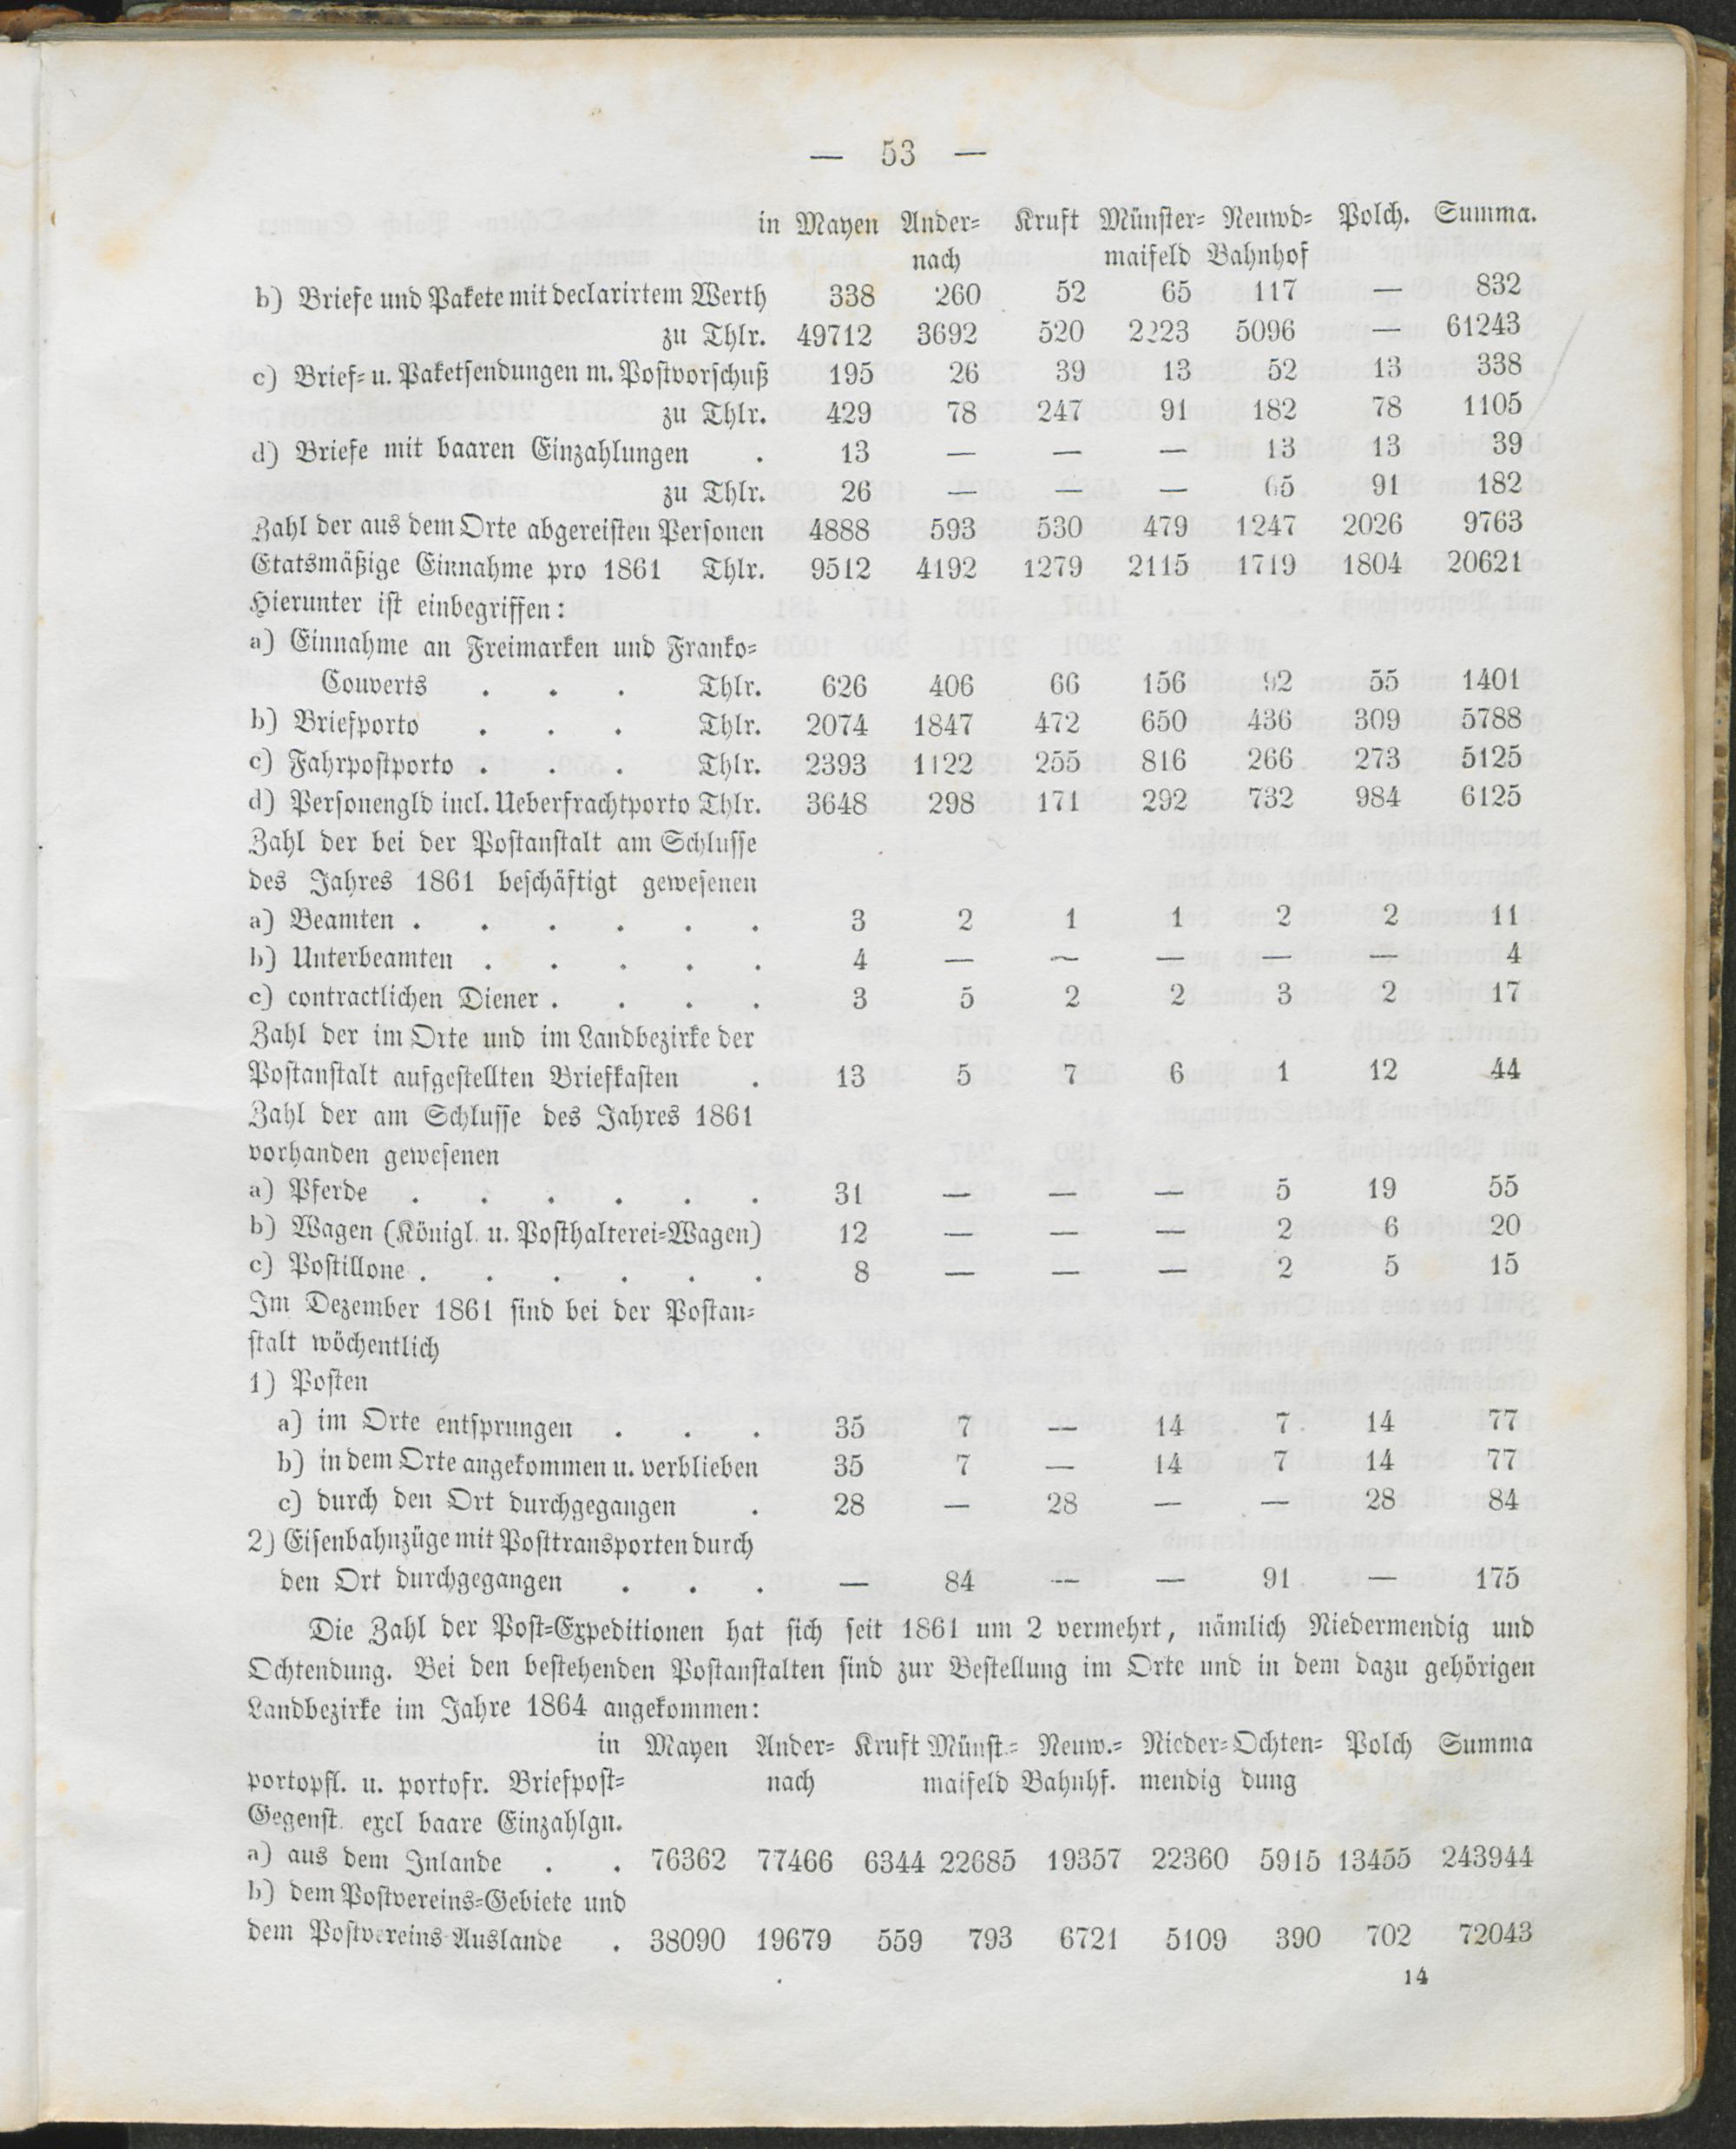 — 53 —
in Mayen Ander= Kruft Münster= Neuwd= Polch. Summa.
nach maifeld Bahnhof
b) Briefe und Pakete mit declarirtem Werth 338 260 52 65 117 — 832
zu Thlr. 49712 3692 520 2223 5096 — 61243
c) Brief= u. Paketsendungen m. Postvorschuß 195 26 39 13 52 13 338
zu Thlr. 429 78 247 91 182 78 1105
d) Briefe mit baaren Einzahlungen . 13 — — — 13 13 39
zu Thlr. 26 — — — 65 91 182
Zahl der aus dem Orte abgereisten Personen 4888 593 530 479 1247 2026 9763
Etatsmäßige Einnahme pro 1861 Thlr. 9512 4192 1279 2115 1719 1804 20621
Hierunter ist einbegriffen:
a) Einnahme an Freimarken und Franko=
Couverts . . . Thlr. 626 406 66 156 92 55 1401
b) Briefporto . . . Thlr. 2074 1847 472 650 436 309 5788
c) Fahrpostporto . . . Thlr. 2393 1122 255 816 266 273 5125
d) Personengld incl. Ueberfrachtporto Thlr. 3648 298 171 292 732 984 6125
Zahl der bei der Postanstalt am Schlusse
des Jahres 1861 beschäftigt gewesenen
a) Beamten . . . . . . 3 2 1 1 2 2 11
b) Unterbeamten . . . . . 4 — — — — — 4
c) contractlichen Diener . . . . 3 5 2 2 3 2 17
Zahl der im Orte und im Landbezirke der
Postanstalt aufgestellten Briefkasten . 13 5 7 6 1 12 44
Zahl der am Schlusse des Jahres 1861
vorhanden gewesenen
a) Pferde . . . . . . 31 — — — 5 19 55
b) Wagen (Königl. u. Posthalterei=Wagen) 12 — — — 2 6 20
c) Postillone . . . . . . 8 — — — 2 5 15
Im Dezember 1861 sind bei der Postan=
stalt wöchentlich
1) Posten
a) im Orte entsprungen . . . 35 7 — 14 7 14 77
b) in dem Orte angekommen u. verblieben 35 7 — 14 7 14 77
c) durch den Ort durchgegangen . 28 — 28 — — 28 84
2) Eisenbahnzüge mit Posttransporten durch
den Ort durchgegangen . . . — 84 — — 91 — 175
Die Zahl der Post=Expeditionen hat sich seit 1861 um 2 vermehrt, nämlich Niedermendig und
Ochtendung. Bei den bestehenden Postanstalten sind zur Bestellung im Orte und in dem dazu gehörigen
Landbezirke im Jahre 1864 angekommen:
in Mayen Ander= Kruft Münst.= Neuw.= Nieder= Ochten= Polch Summa
portopfl. u. portofr. Briefpost= nach maifeld Bahnhf. mendig dung
Gegenst. excl baare Einzahlgn.
a) aus dem Inlande . . 76362 77466 6344 22685 19357 22360 5915 13455 243944
b) dem Postvereins=Gebiete und
dem Postvereins Auslande . 38090 19679 559 793 6721 5109 390 702 72043
14